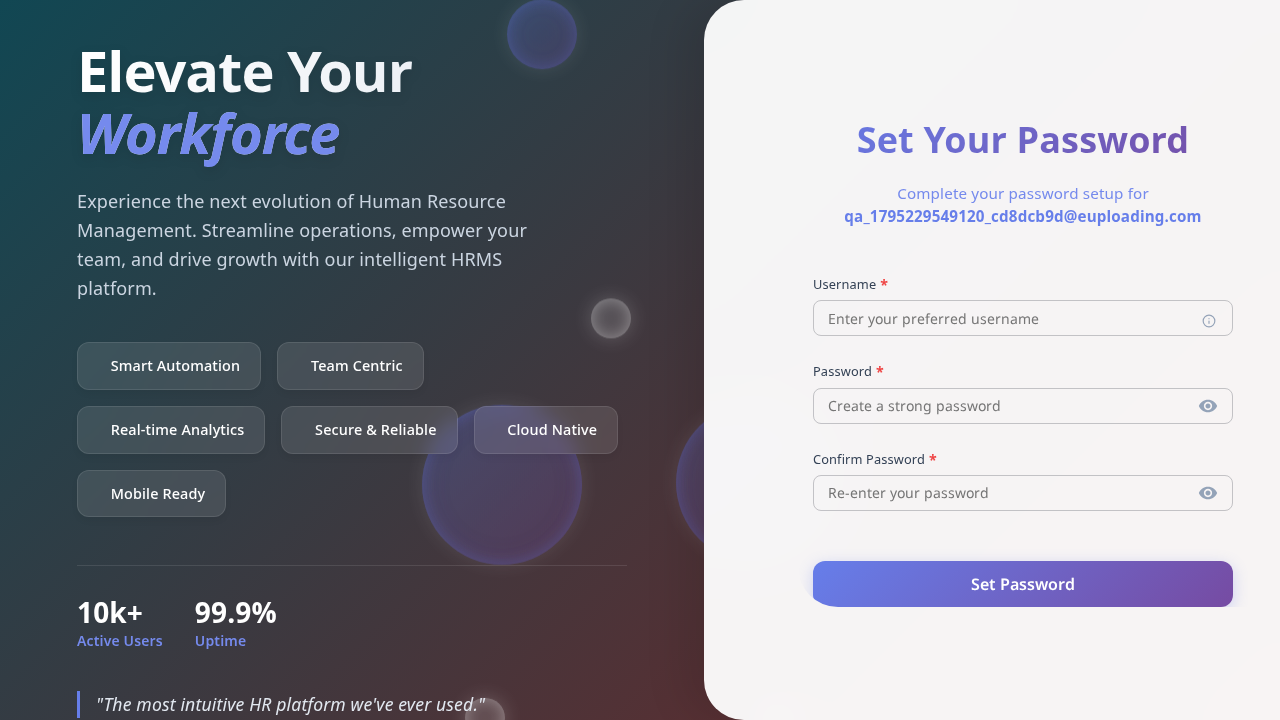 Elevate Your
Workforce
Experience the next evolution of Human Resource
Management. Streamline operations, empower your
team, and drive growth with our intelligent HRMS
platform.
Smart Automation
Team Centric
Real-time Analytics
Secure & Reliable
Cloud Native
Mobile Ready
10k+
Active Users
99.9%
Uptime
"The most intuitive HR platform we've ever used."
Set Your Password
Complete your password setup for
qa_1795229549120_cd8dcb9d@euploading.com
Username *
Enter your preferred username
Password *
Create a strong password
Confirm Password *
Re-enter your password
Set Password